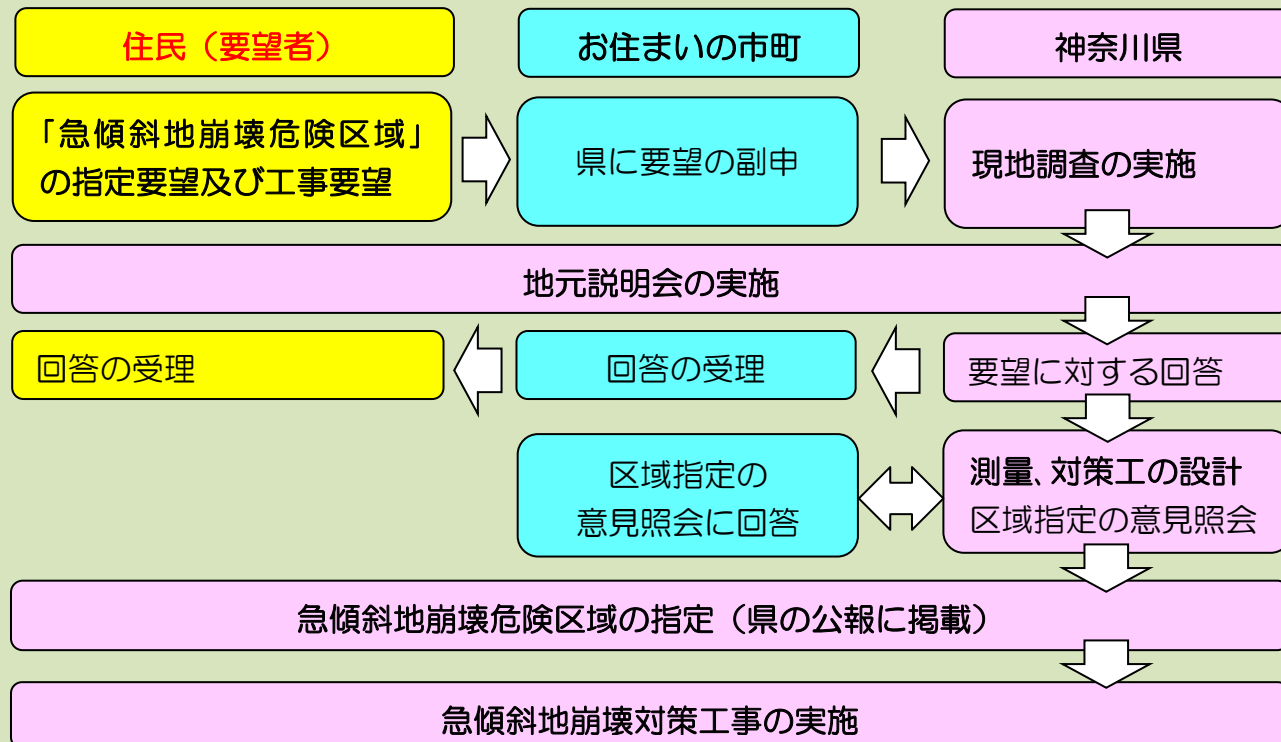 住民（要望者）
お住まいの市町
神奈川県
「急傾斜地崩壊危険区域」
の指定要望及び工事要望
県に要望の副申
現地調査の実施
地元説明会の実施
回答の受理
回答の受理
要望に対する回答
区域指定の
意見照会に回答
測量、対策工の設計
区域指定の意見照会
急傾斜地崩壊危険区域の指定（県の公報に掲載）
急傾斜地崩壊対策工事の実施